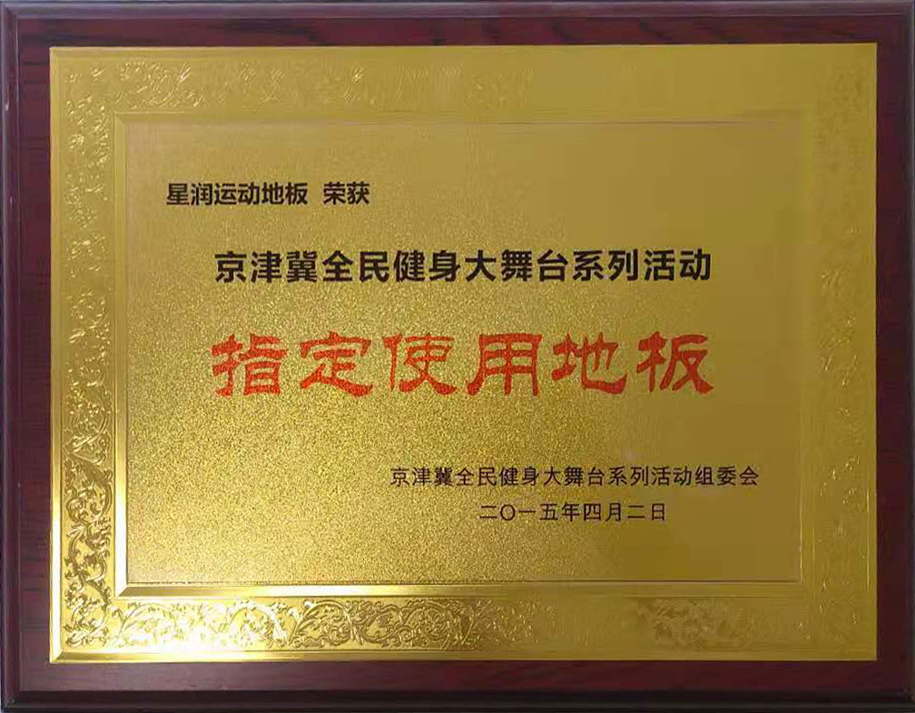 星润运动地板 荣获
京津冀全民健身大舞台系列活动
指定使用地板
京津冀全民健身大舞台系列活动组委会
二〇一五年四月二日